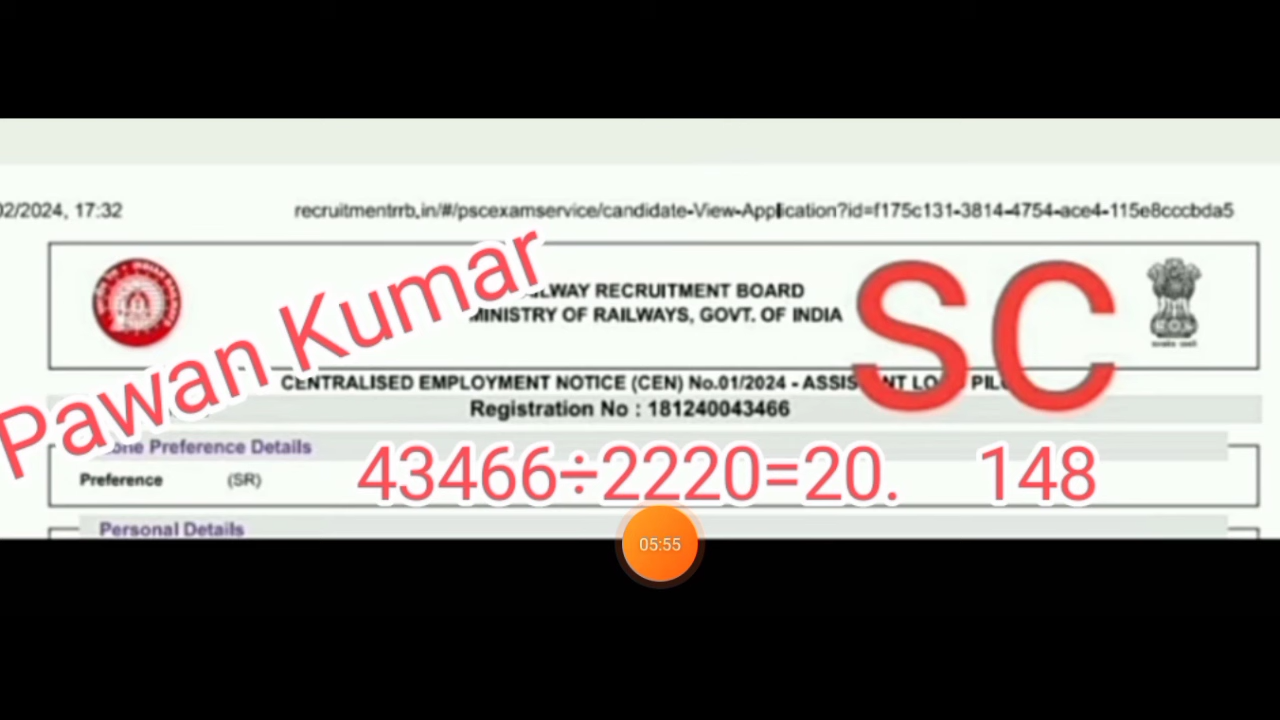 02/2024, 17:32
recruitmentrrb.in/#/pscexamservice/candidate-View-Application?id=f175c131-3814-4754-ace4-115e8cccbda5
Pawan Kumar
RECRUITMENT BOARD
MINISTRY OF RAILWAYS, GOVT. OF INDIA
SC
CENTRALISED EMPLOYMENT NOTICE (CEN) No.01/2024 -
Registration No : 181240043466
Preference Details
Preference (SR)
43466÷2220=20. 148
Personal Details
05:55